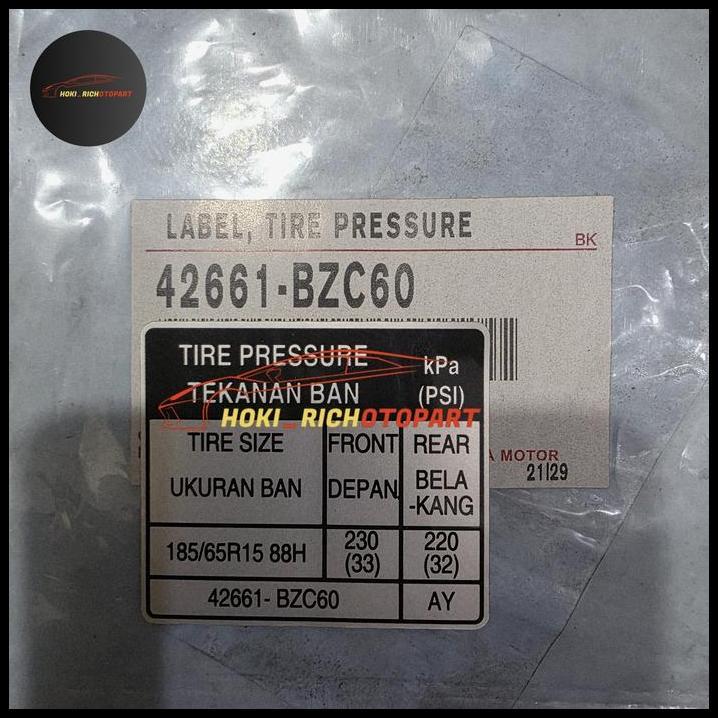 HOKI_RICHOTOPART
LABEL, TIRE PRESSURE
BK
42661-BZC60
TIRE PRESSURE
TEKANAN BAN
kPa
(PSI)
HOKI_RICHOTOPART
TIRE SIZE FRONT REAR
UKURAN BAN DEPAN BELA
-KANG
A MOTOR
21|29
185/65R15 88H 230
(33) 220
(32)
42661- BZC60 AY